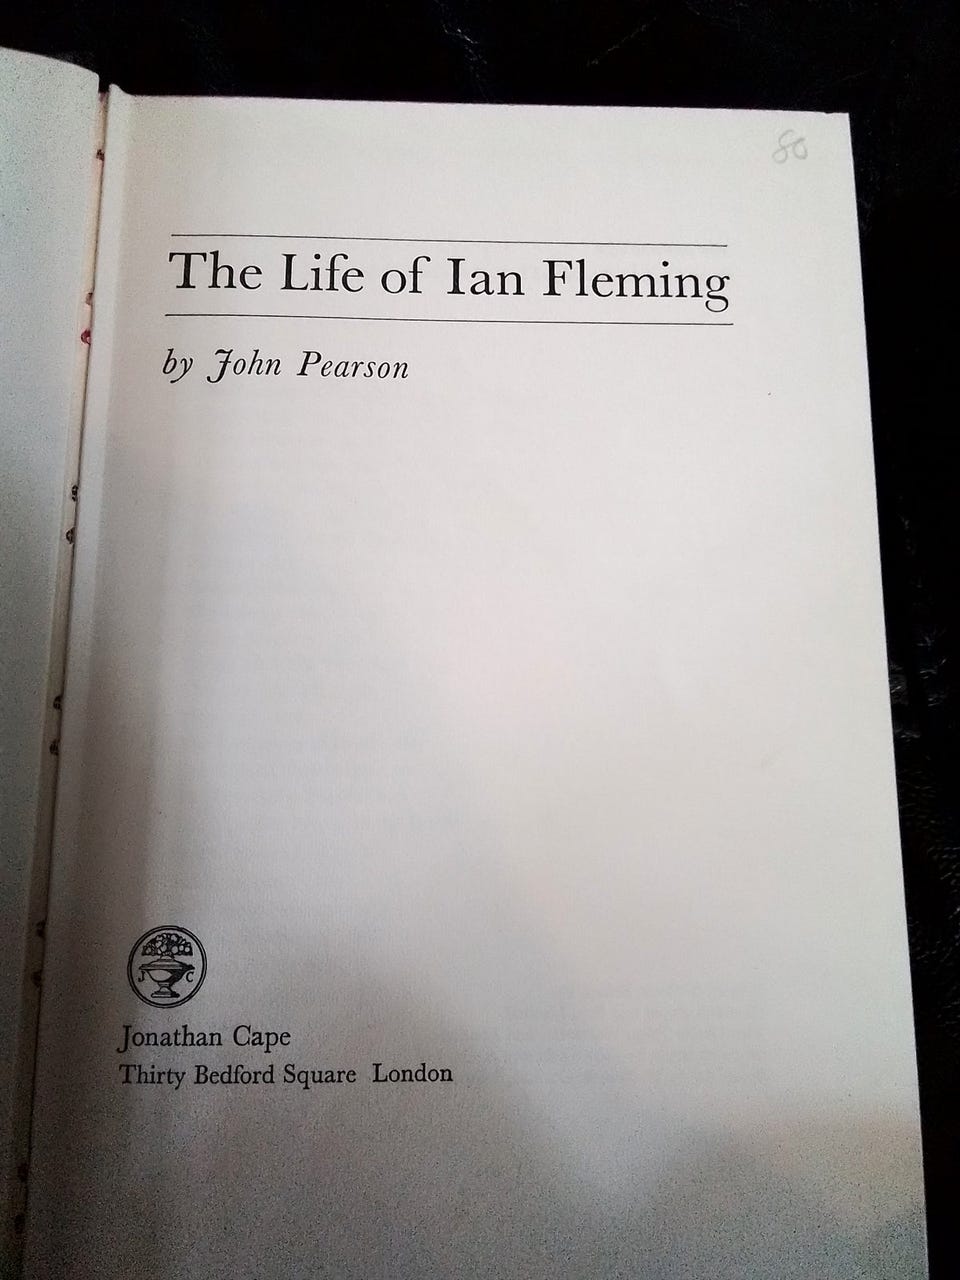 80
The Life of Ian Fleming
by John Pearson
J C
Jonathan Cape
Thirty Bedford Square London